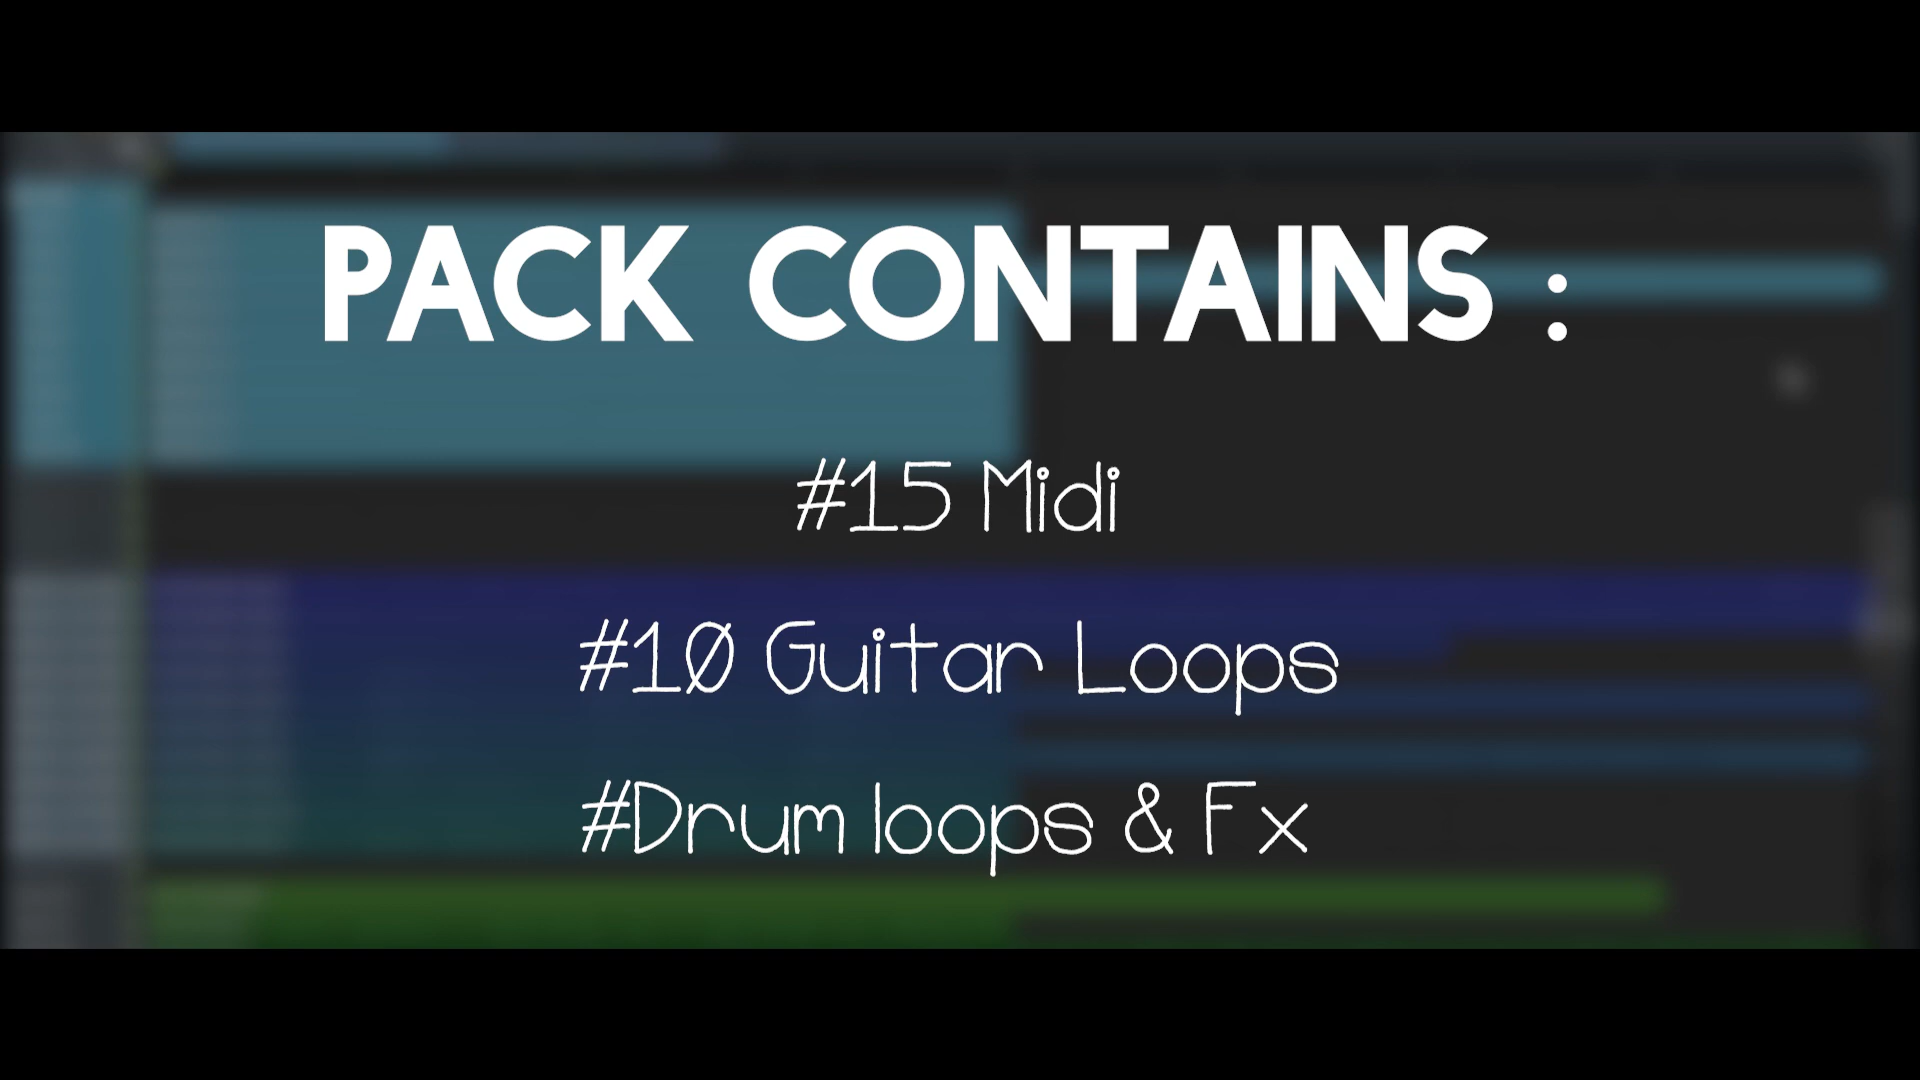 PACK CONTAINS :
#15 Midi
#10 Guitar Loops
#Drum loops & Fx